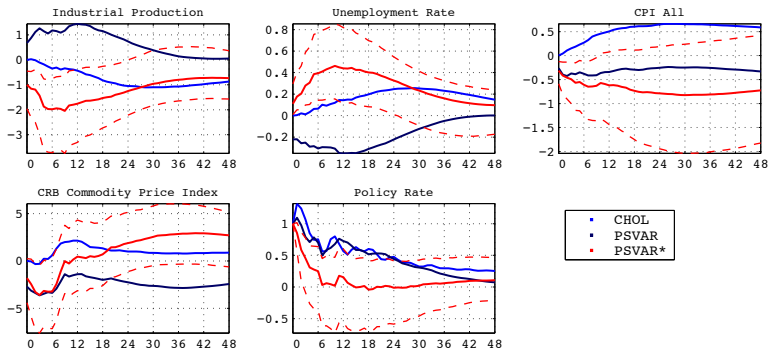 Industrial Production
Unemployment Rate
CPI All
1
0
−1
−2
−3
0 6 12 18 24 30 36 42 48
0.8
0.6
0.4
0.2
0
−0.2
0 6 12 18 24 30 36 42 48
0.5
0
−0.5
−1
−1.5
−2
0 6 12 18 24 30 36 42 48
CRB Commodity Price Index
Policy Rate
5
0
−5
0 6 12 18 24 30 36 42 48
1
0.5
0
−0.5
0 6 12 18 24 30 36 42 48
CHOL
PSVAR
PSVAR*